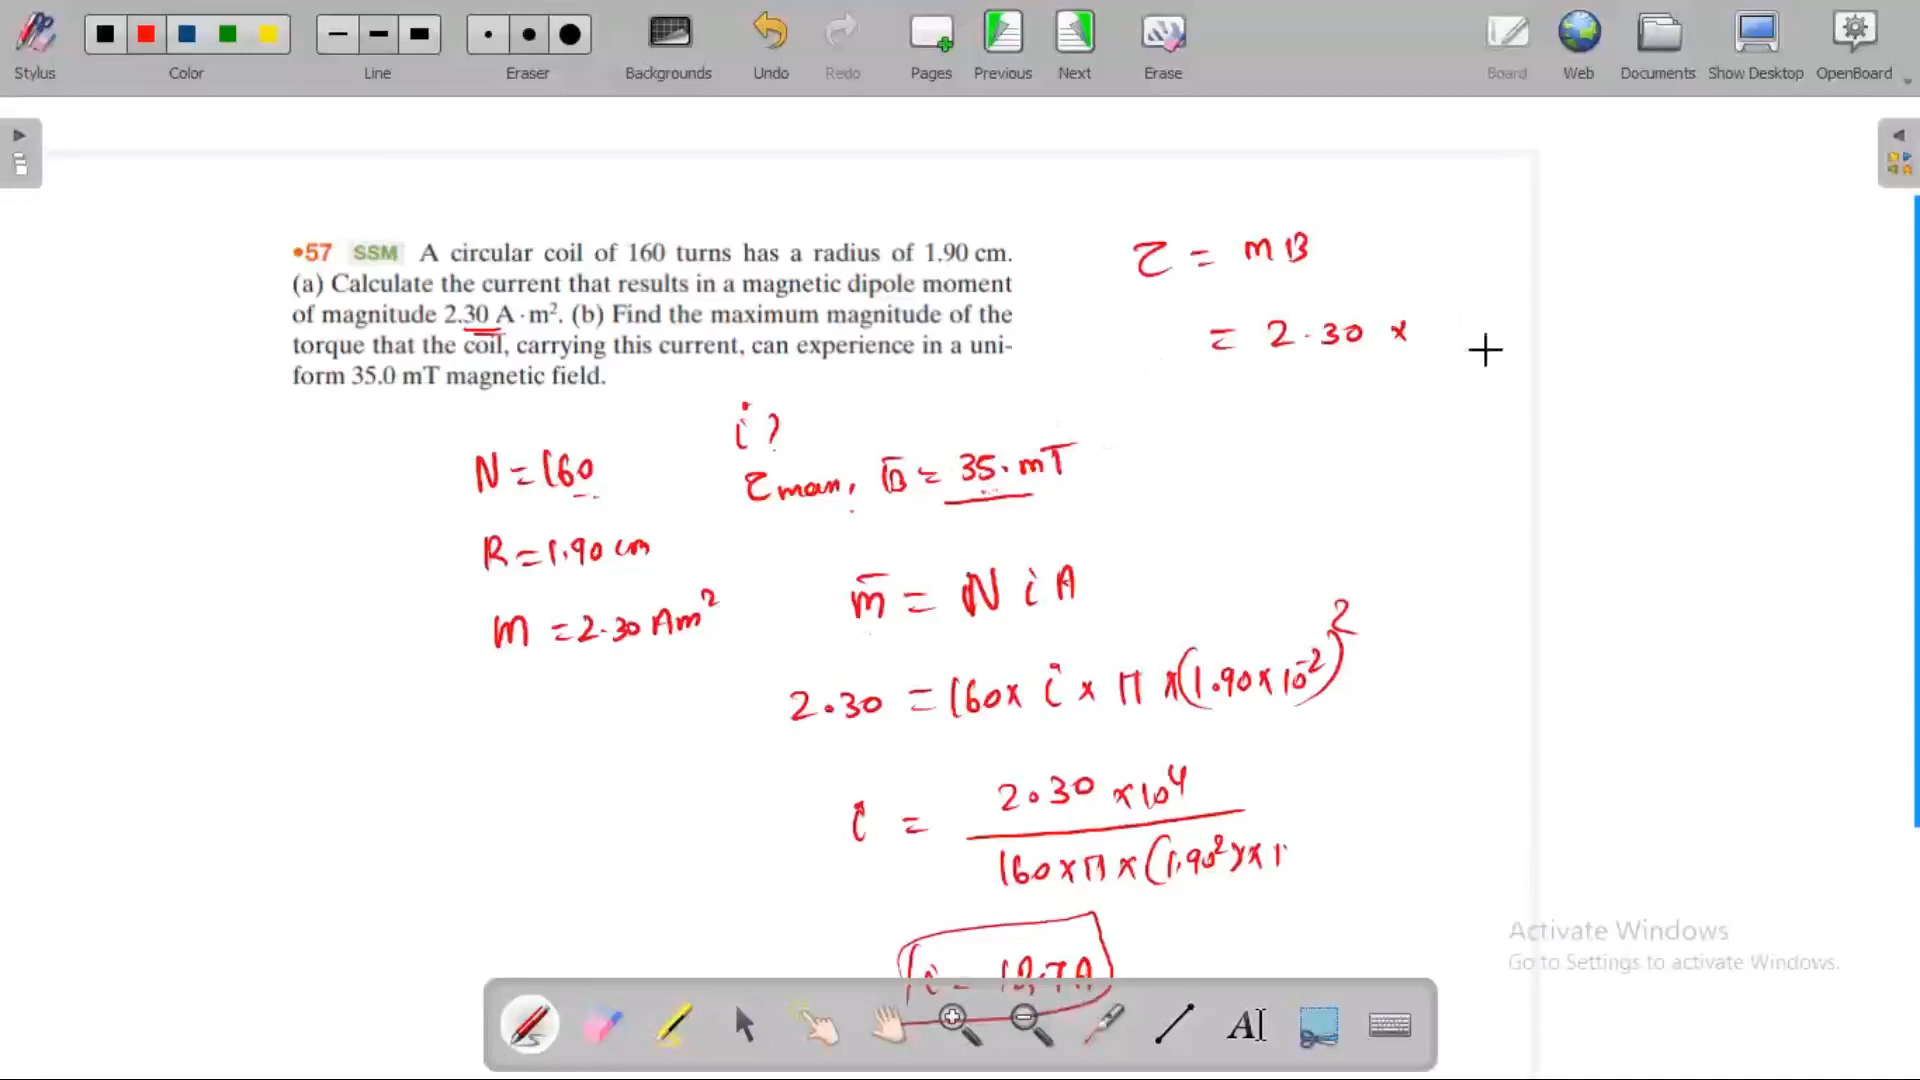 Stylus Color Line Eraser Backgrounds Undo Redo Pages Previous Next Erase Board Web Documents Show Desktop OpenBoard
•57 SSM A circular coil of 160 turns has a radius of 1.90 cm.
(a) Calculate the current that results in a magnetic dipole moment
of magnitude 2.30 A·m². (b) Find the maximum magnitude of the
torque that the coil, carrying this current, can experience in a uni-
form 35.0 mT magnetic field.
τ = mB
= 2.30 ×
i?
N = 160
τman, B̄ = 35. mT
R = 1.90 cm
m = 2.30 Am²
m̄ = N i A
2.30 = 160 × i × π × (1.90 × 10⁻²)²
i = 2.30 × 10⁴
160 × π × (1.90²) × 1
Activate Windows
Go to Settings to activate Windows.
AI